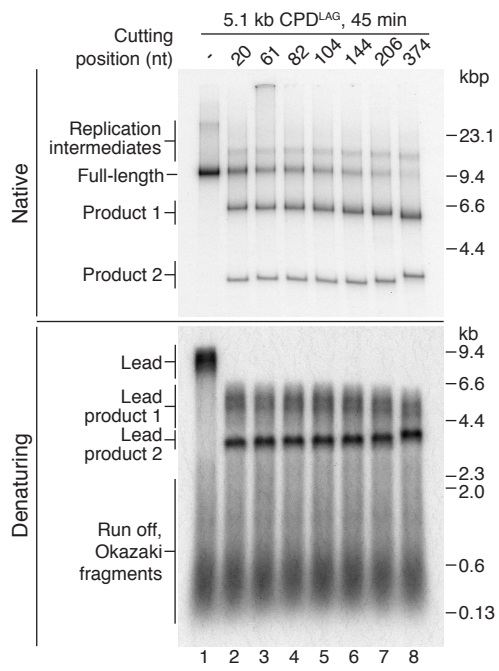 5.1 kb CPDᴸᴬᴳ, 45 min
Cutting
position (nt)
- 20 61 82 104 144 206 374
kbp
Native
Replication
intermediates
Full-length
Product 1
Product 2
23.1
9.4
6.6
4.4
Denaturing
kb
Lead
Lead
product 1
Lead
product 2
Run off,
Okazaki
fragments
9.4
6.6
4.4
2.3
2.0
0.6
0.13
1 2 3 4 5 6 7 8